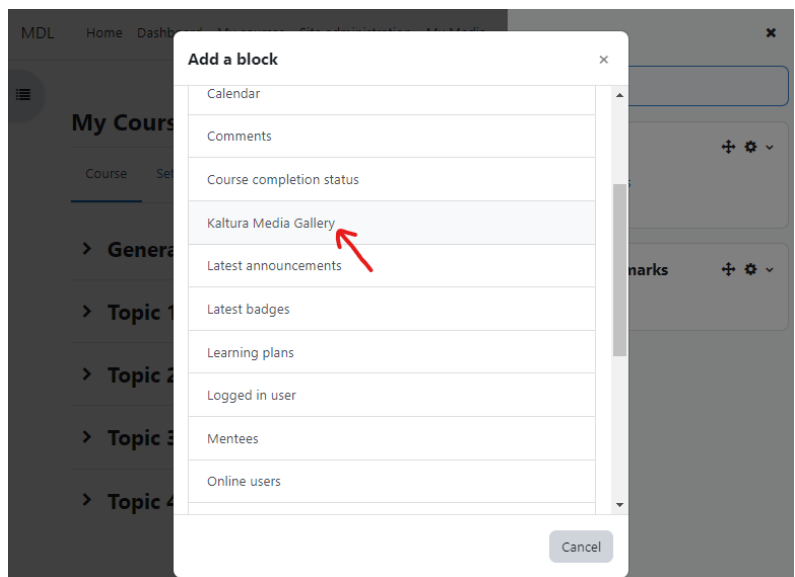 MDL Home Dashb
Add a block ×
Calendar
My Cours
Comments
Course Set
Course completion status
Kaltura Media Gallery
Genera
Latest announcements
marks
Topic 1
Latest badges
Learning plans
Topic 2
Logged in user
Topic 3
Mentees
Online users
Topic 4
Cancel